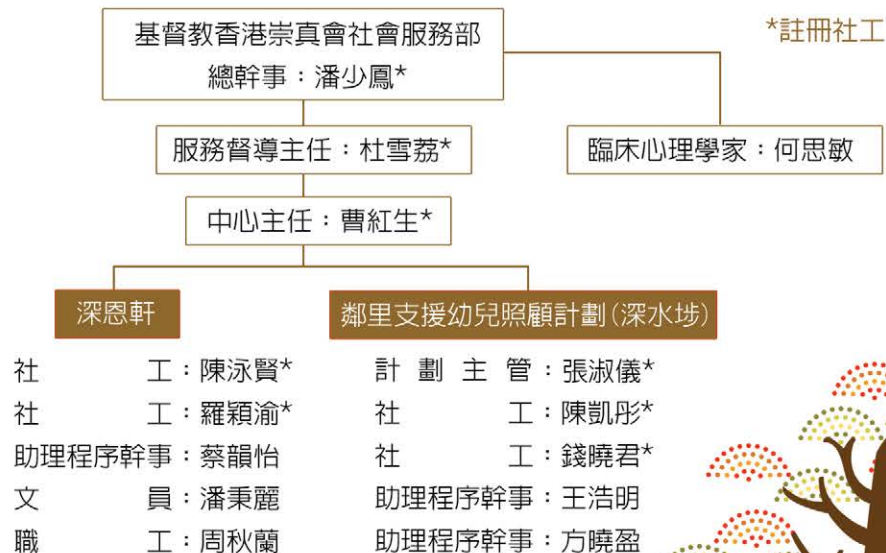 *註冊社工
基督教香港崇真會社會服務部
總幹事：潘少鳳*
服務督導主任：杜雪茘*
臨床心理學家：何思敏
中心主任：曹紅生*
深恩軒
社工：陳泳賢*
社工：羅穎渝*
助理程序幹事：蔡韻怡
文員：潘秉麗
職工：周秋蘭
鄰里支援幼兒照顧計劃(深水埗)
計劃主管：張淑儀*
社工：陳凱彤*
社工：錢曉君*
助理程序幹事：王浩明
助理程序幹事：方曉盈